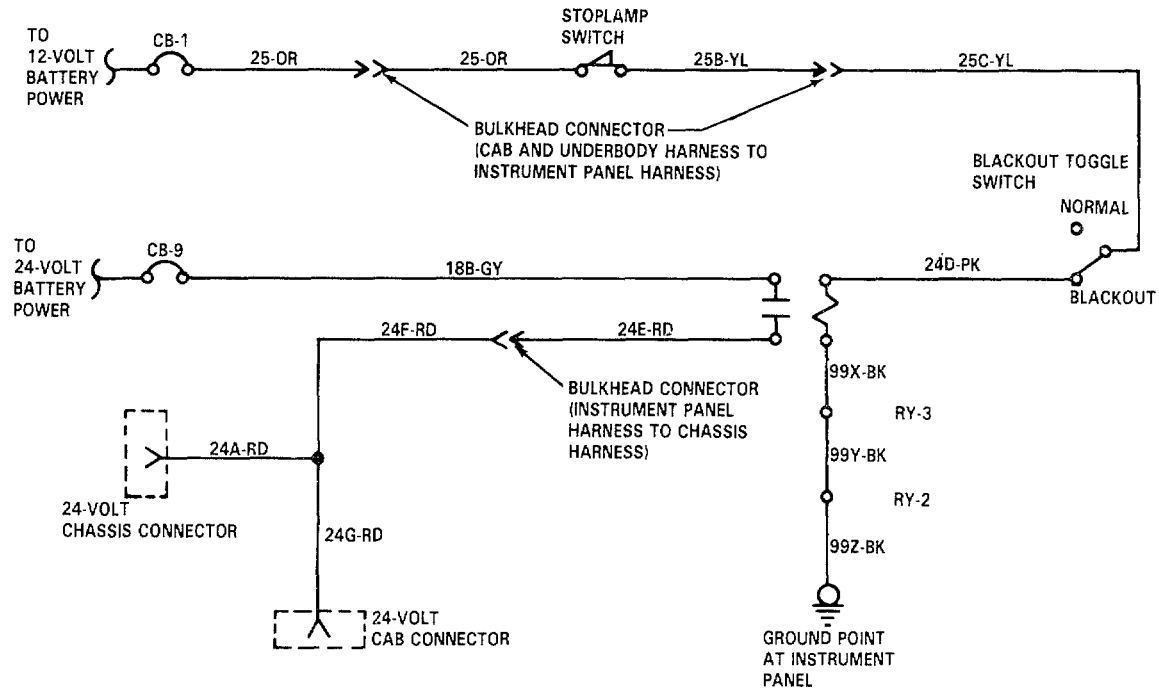 TO
12-VOLT
BATTERY
POWER
CB-1
25-OR
25-OR
STOPLAMP
SWITCH
25B-YL
25C-YL
BULKHEAD CONNECTOR
(CAB AND UNDERBODY HARNESS TO
INSTRUMENT PANEL HARNESS)
BLACKOUT TOGGLE
SWITCH
NORMAL
BLACKOUT
TO
24-VOLT
BATTERY
POWER
CB-9
18B-GY
24D-PK
24F-RD
24E-RD
BULKHEAD CONNECTOR
(INSTRUMENT PANEL
HARNESS TO CHASSIS
HARNESS)
99X-BK
RY-3
99Y-BK
RY-2
99Z-BK
24A-RD
24-VOLT
CHASSIS CONNECTOR
24G-RD
24-VOLT
CAB CONNECTOR
GROUND POINT
AT INSTRUMENT
PANEL